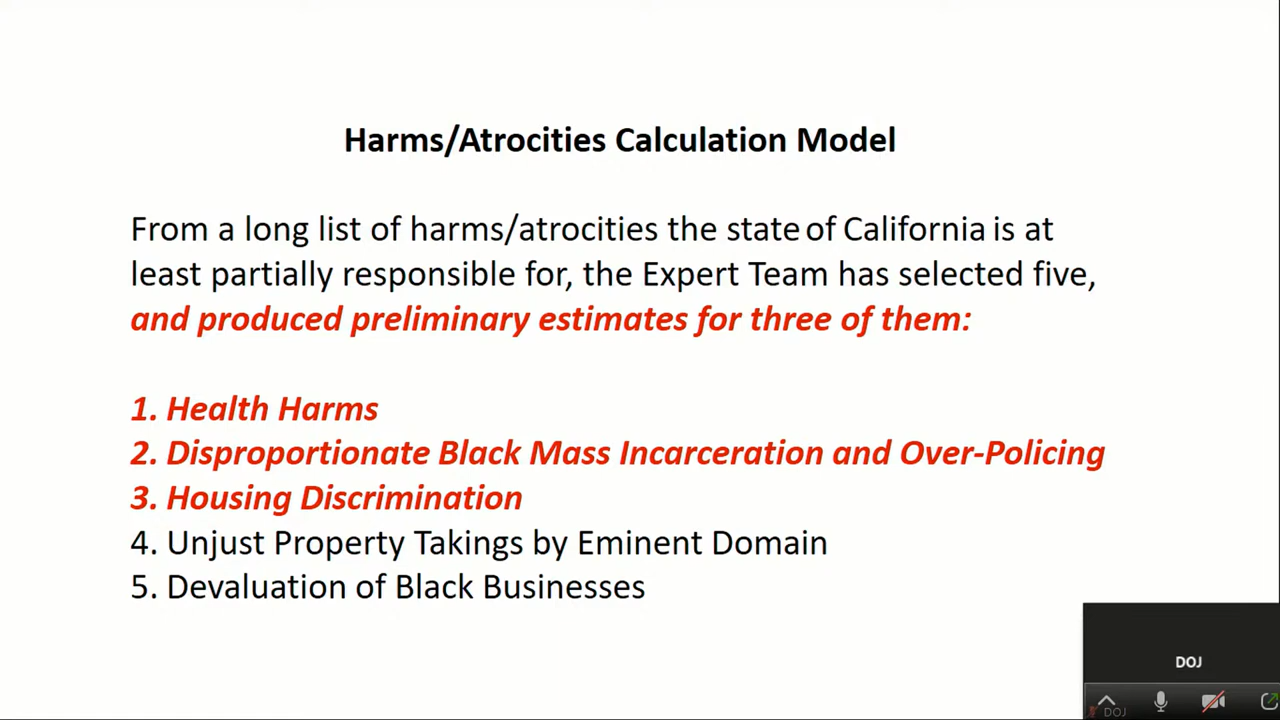 Harms/Atrocities Calculation Model
From a long list of harms/atrocities the state of California is at
least partially responsible for, the Expert Team has selected five,
and produced preliminary estimates for three of them:
1. Health Harms
2. Disproportionate Black Mass Incarceration and Over-Policing
3. Housing Discrimination
4. Unjust Property Takings by Eminent Domain
5. Devaluation of Black Businesses
DOJ
DOJ